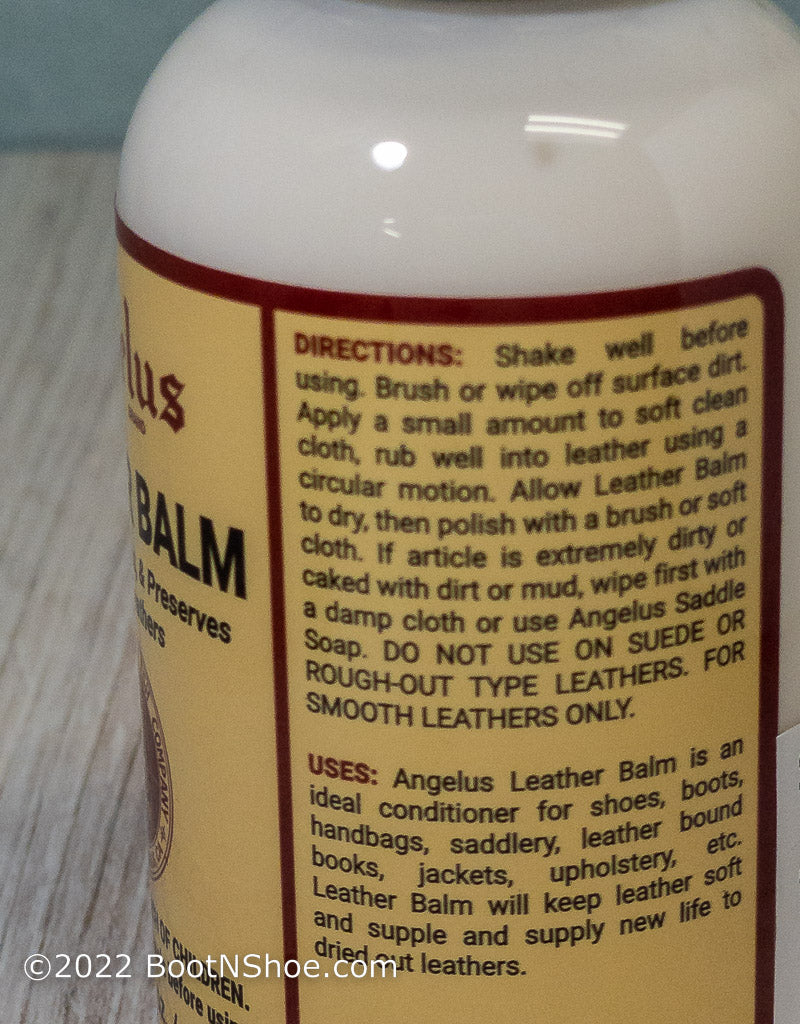 lus
BALM
& Preserves
COMPANY
OF CHILDREN.
before
DIRECTIONS: Shake well before
using. Brush or wipe off surface dirt.
Apply a small amount to soft clean
cloth, rub well into leather using a
circular motion. Allow Leather Balm
to dry, then polish with a brush or soft
cloth. If article is extremely dirty or
caked with dirt or mud, wipe first with
a damp cloth or use Angelus Saddle
Soap. DO NOT USE ON SUEDE OR
ROUGH-OUT TYPE LEATHERS. FOR
SMOOTH LEATHERS ONLY.
USES: Angelus Leather Balm is an
ideal conditioner for shoes, boots,
handbags, saddlery, leather bound
books, jackets, upholstery, etc.
Leather Balm will keep leather soft
and supple and supply new life to
dried out leathers.
©2022 BootNShoe.com